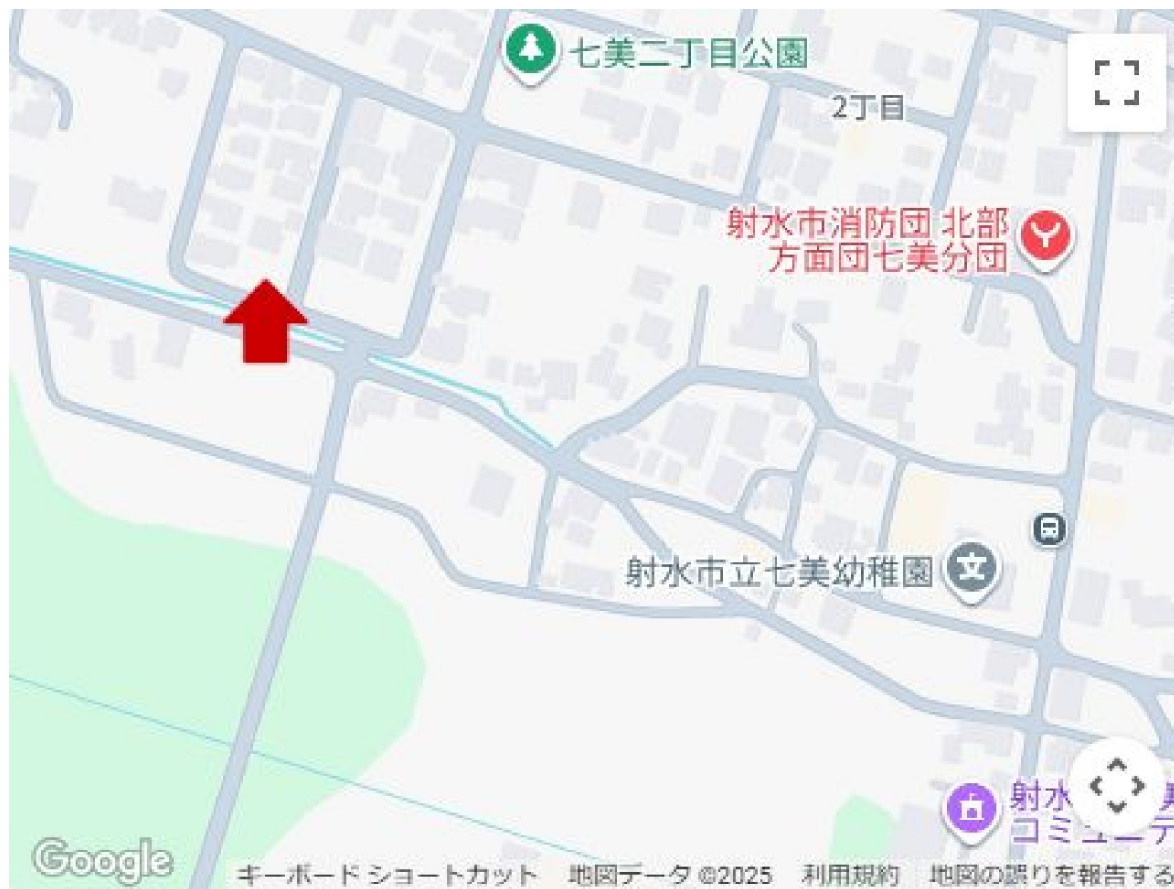 七美二丁目公園
2丁目
射水市消防団 北部
方面団七美分団
射水市立七美幼稚園
射水
コミュニテ
Google
キーボード ショートカット
地図データ ©2025
利用規約
地図の誤りを報告する